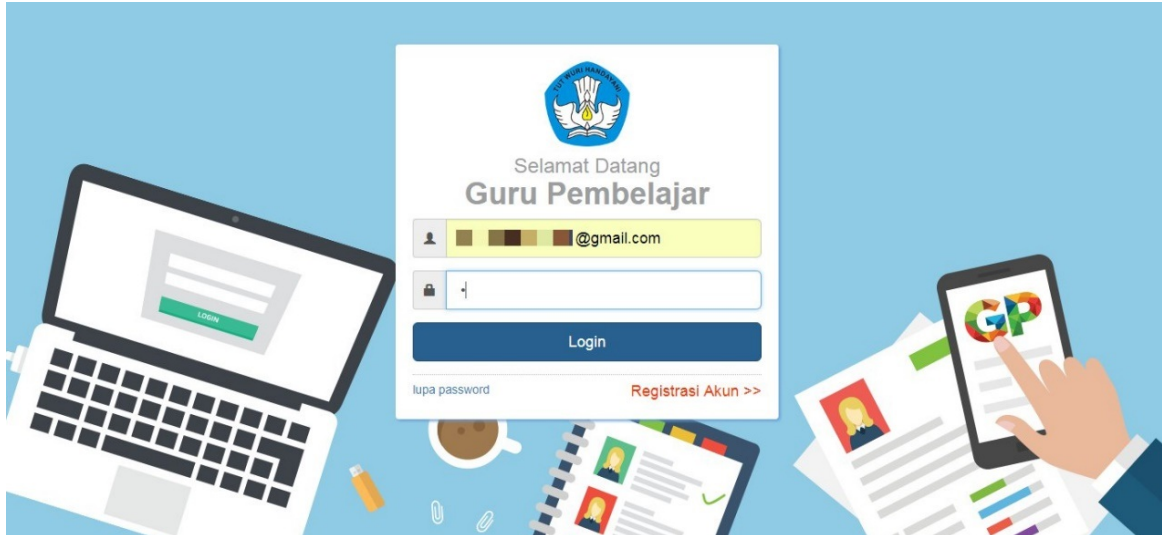 TUT WURI HANDAYANI
Selamat Datang
Guru Pembelajar
@gmail.com
Login
lupa password
Registrasi Akun >>
LOGIN
GP